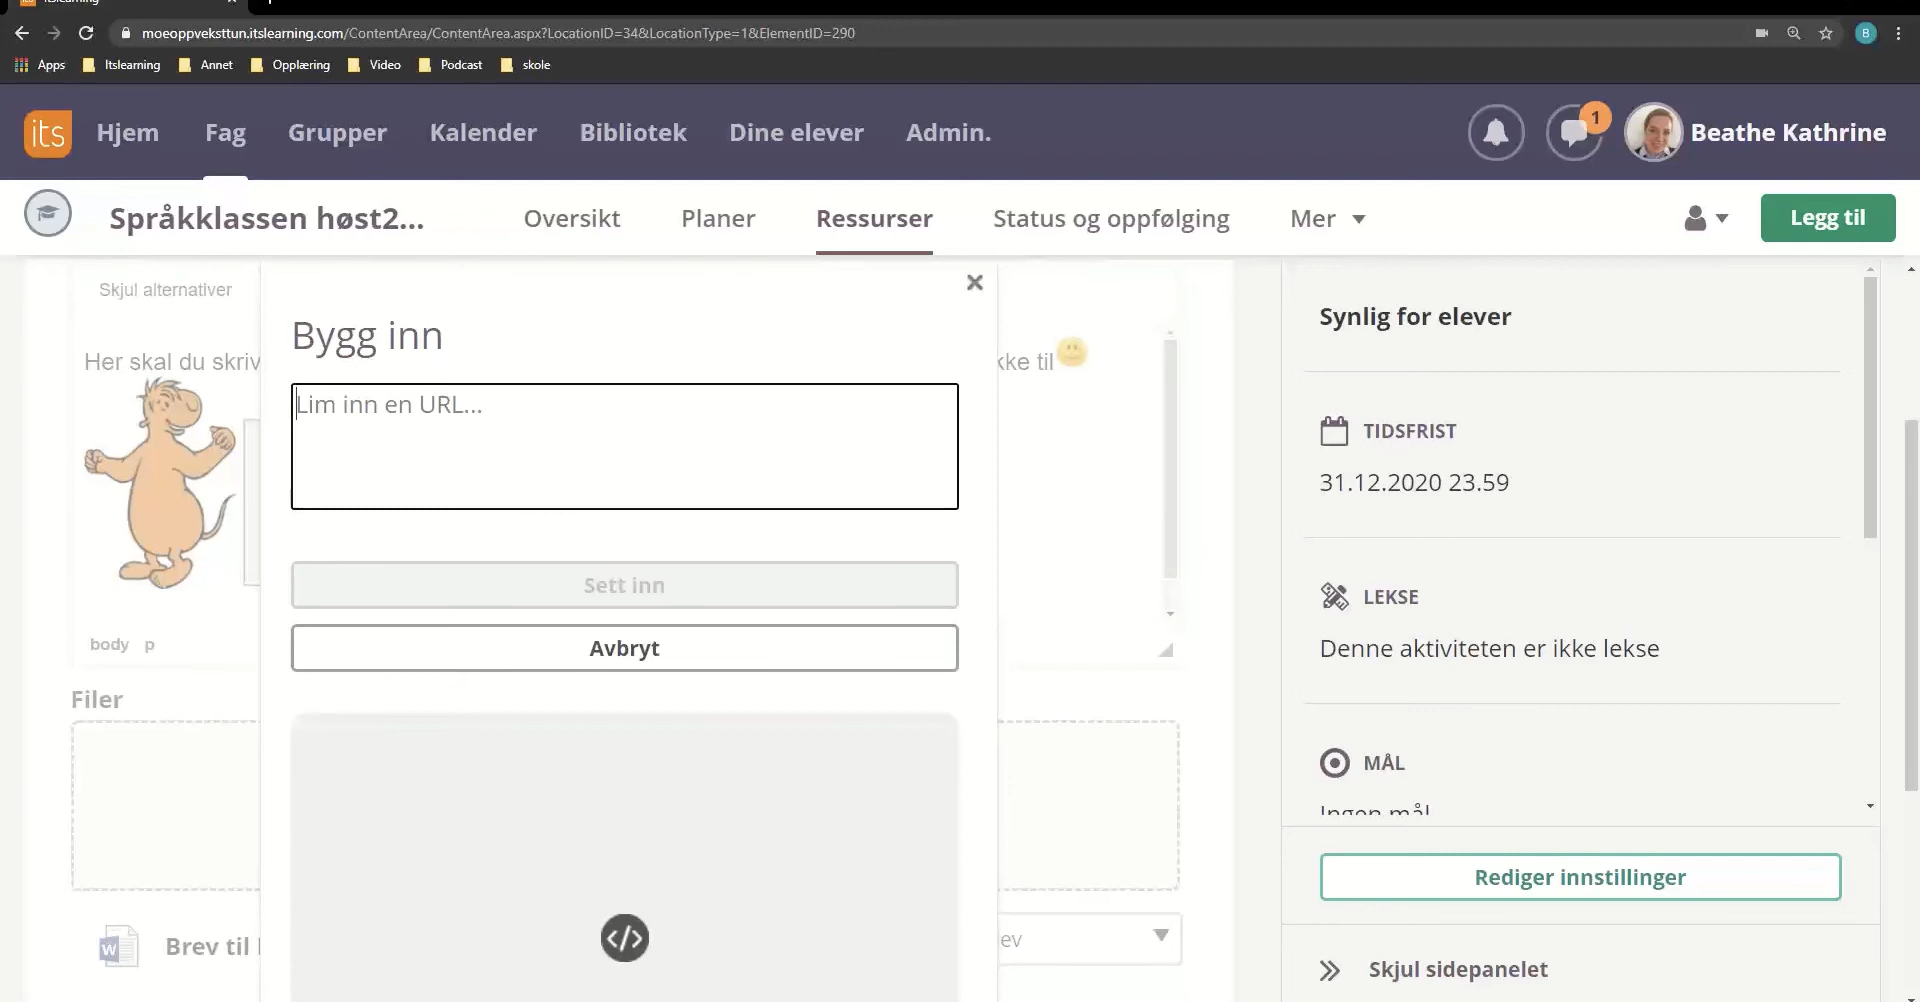 itslearning
moeoppveksttun.itslearning.com/ContentArea/ContentArea.aspx?LocationID=34&LocationType=1&ElementID=290
B
Apps Itslearning Annet Opplæring Video Podcast skole
its Hjem Fag Grupper Kalender Bibliotek Dine elever Admin. 1 Beathe Kathrine
Språkklassen høst2... Oversikt Planer Ressurser Status og oppfølging Mer Legg til
Skjul alternativer
Bygg inn
Synlig for elever
Her skal du skriv
kke til
Lim inn en URL...
TIDSFRIST
31.12.2020 23.59
Sett inn
LEKSE
Avbryt
Denne aktiviteten er ikke lekse
body p
Filer
MÅL
Ingen mål
Rediger innstillinger
W Brev til
ev
Skjul sidepanelet